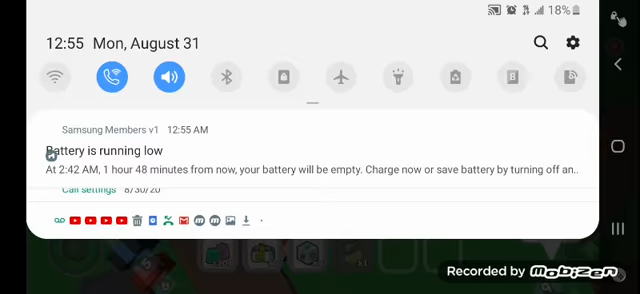 18%
12:55 Mon, August 31
Samsung Members v1 12:55 AM
Battery is running low
At 2:42 AM, 1 hour 48 minutes from now, your battery will be empty. Charge now or save battery by turning off an..
Call settings 8/30/20
Recorded by Mobizen